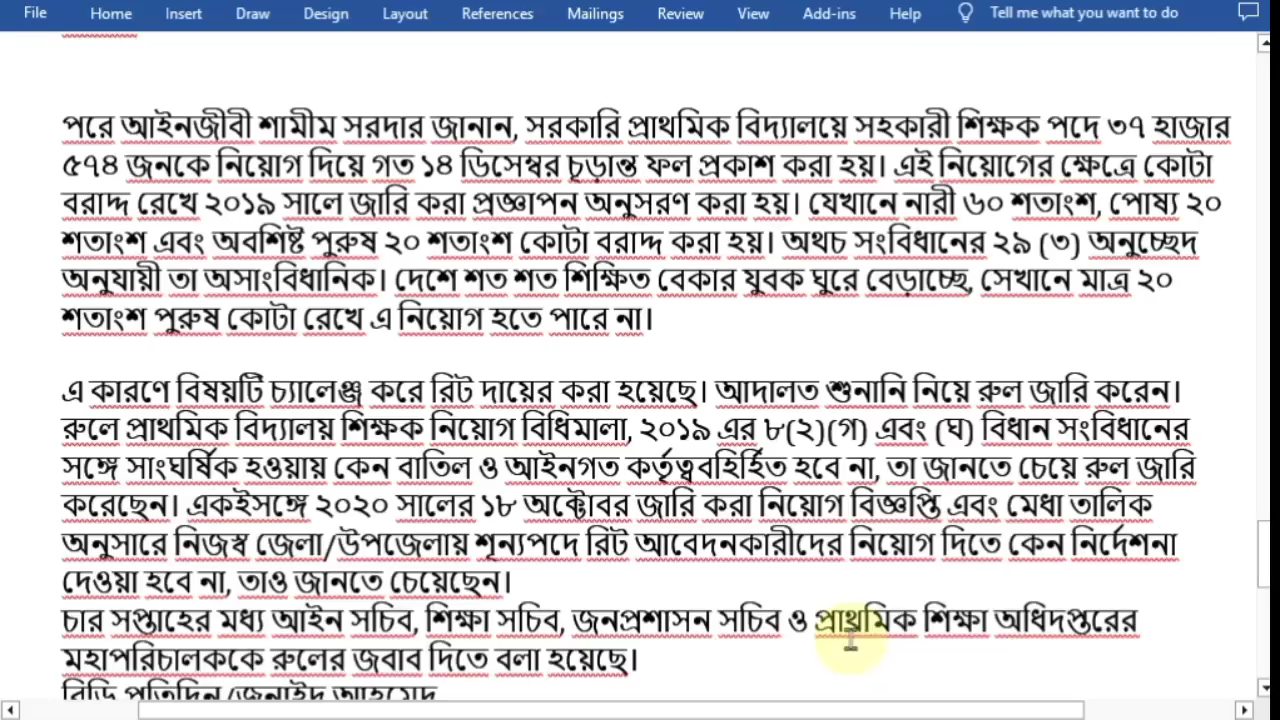 File Home Insert Draw Design Layout References Mailings Review View Add-ins Help Tell me what you want to do
পরে আইনজীবী শামীম সরদার জানান, সরকারি প্রাথমিক বিদ্যালয়ে সহকারী শিক্ষক পদে ৩৭ হাজার
৫৭৪ জনকে নিয়োগ দিয়ে গত ১৪ ডিসেম্বর চূড়ান্ত ফল প্রকাশ করা হয়। এই নিয়োগের ক্ষেত্রে কোটা
বরাদ্দ রেখে ২০১৯ সালে জারি করা প্রজ্ঞাপন অনুসরণ করা হয়। যেখানে নারী ৬০ শতাংশ, পোষ্য ২০
শতাংশ এবং অবশিষ্ট পুরুষ ২০ শতাংশ কোটা বরাদ্দ করা হয়। অথচ সংবিধানের ২৯ (৩) অনুচ্ছেদ
অনুযায়ী তা অসাংবিধানিক। দেশে শত শত শিক্ষিত বেকার যুবক ঘুরে বেড়াচ্ছে, সেখানে মাত্র ২০
শতাংশ পুরুষ কোটা রেখে এ নিয়োগ হতে পারে না।
এ কারণে বিষয়টি চ্যালেঞ্জ করে রিট দায়ের করা হয়েছে। আদালত শুনানি নিয়ে রুল জারি করেন।
রুলে প্রাথমিক বিদ্যালয় শিক্ষক নিয়োগ বিধিমালা, ২০১৯ এর ৮(২)(গ) এবং (ঘ) বিধান সংবিধানের
সঙ্গে সাংঘর্ষিক হওয়ায় কেন বাতিল ও আইনগত কর্তৃত্ববহির্হিত হবে না, তা জানতে চেয়ে রুল জারি
করেছেন। একইসঙ্গে ২০২০ সালের ১৮ অক্টোবর জারি করা নিয়োগ বিজ্ঞপ্তি এবং মেধা তালিক
অনুসারে নিজস্ব জেলা/উপজেলায় শূন্যপদে রিট আবেদনকারীদের নিয়োগ দিতে কেন নির্দেশনা
দেওয়া হবে না, তাও জানতে চেয়েছেন।
চার সপ্তাহের মধ্য আইন সচিব, শিক্ষা সচিব, জনপ্রশাসন সচিব ও প্রাথমিক শিক্ষা অধিদপ্তরের
মহাপরিচালককে রুলের জবাব দিতে বলা হয়েছে।
বিডি প্রতিদিন/জুনাইদ আহমেদ